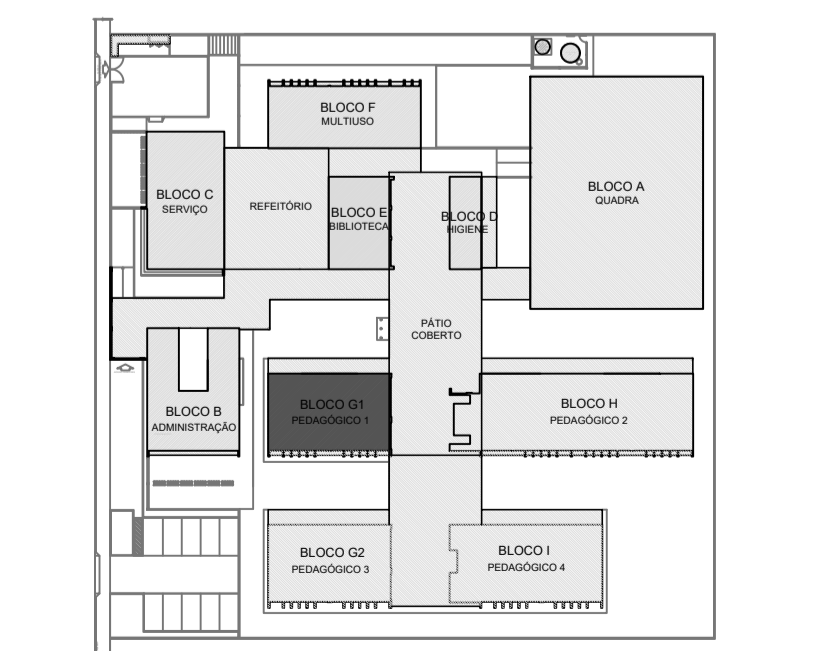 BLOCO F
MULTIUSO
BLOCO A
QUADRA
BLOCO C
SERVIÇO
REFEITÓRIO
BLOCO E
BIBLIOTECA
BLOCO D
HIGIENE
PÁTIO
COBERTO
BLOCO B
ADMINISTRAÇÃO
BLOCO G1
PEDAGÓGICO 1
BLOCO H
PEDAGÓGICO 2
BLOCO G2
PEDAGÓGICO 3
BLOCO I
PEDAGÓGICO 4